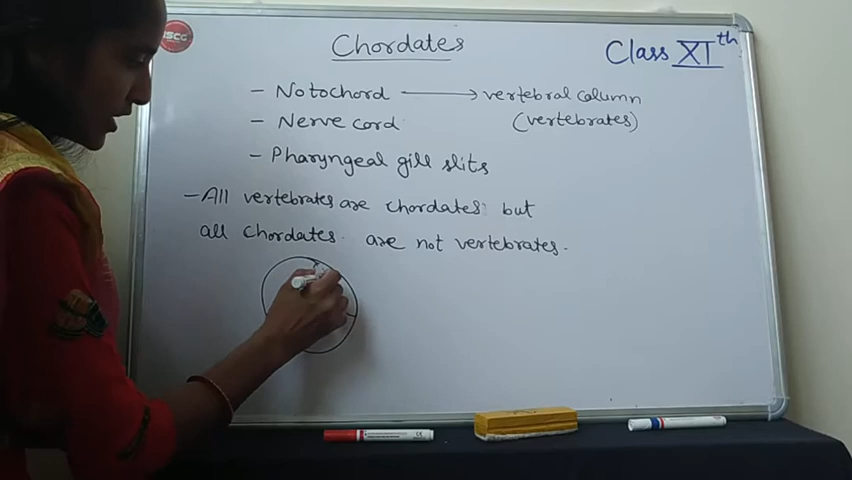 Chordates
Class XIth
- Notochord ⟶ vertebral column
- Nerve cord (vertebrates)
- Pharyngeal gill slits
- All vertebrates are chordates but
all chordates are not vertebrates.